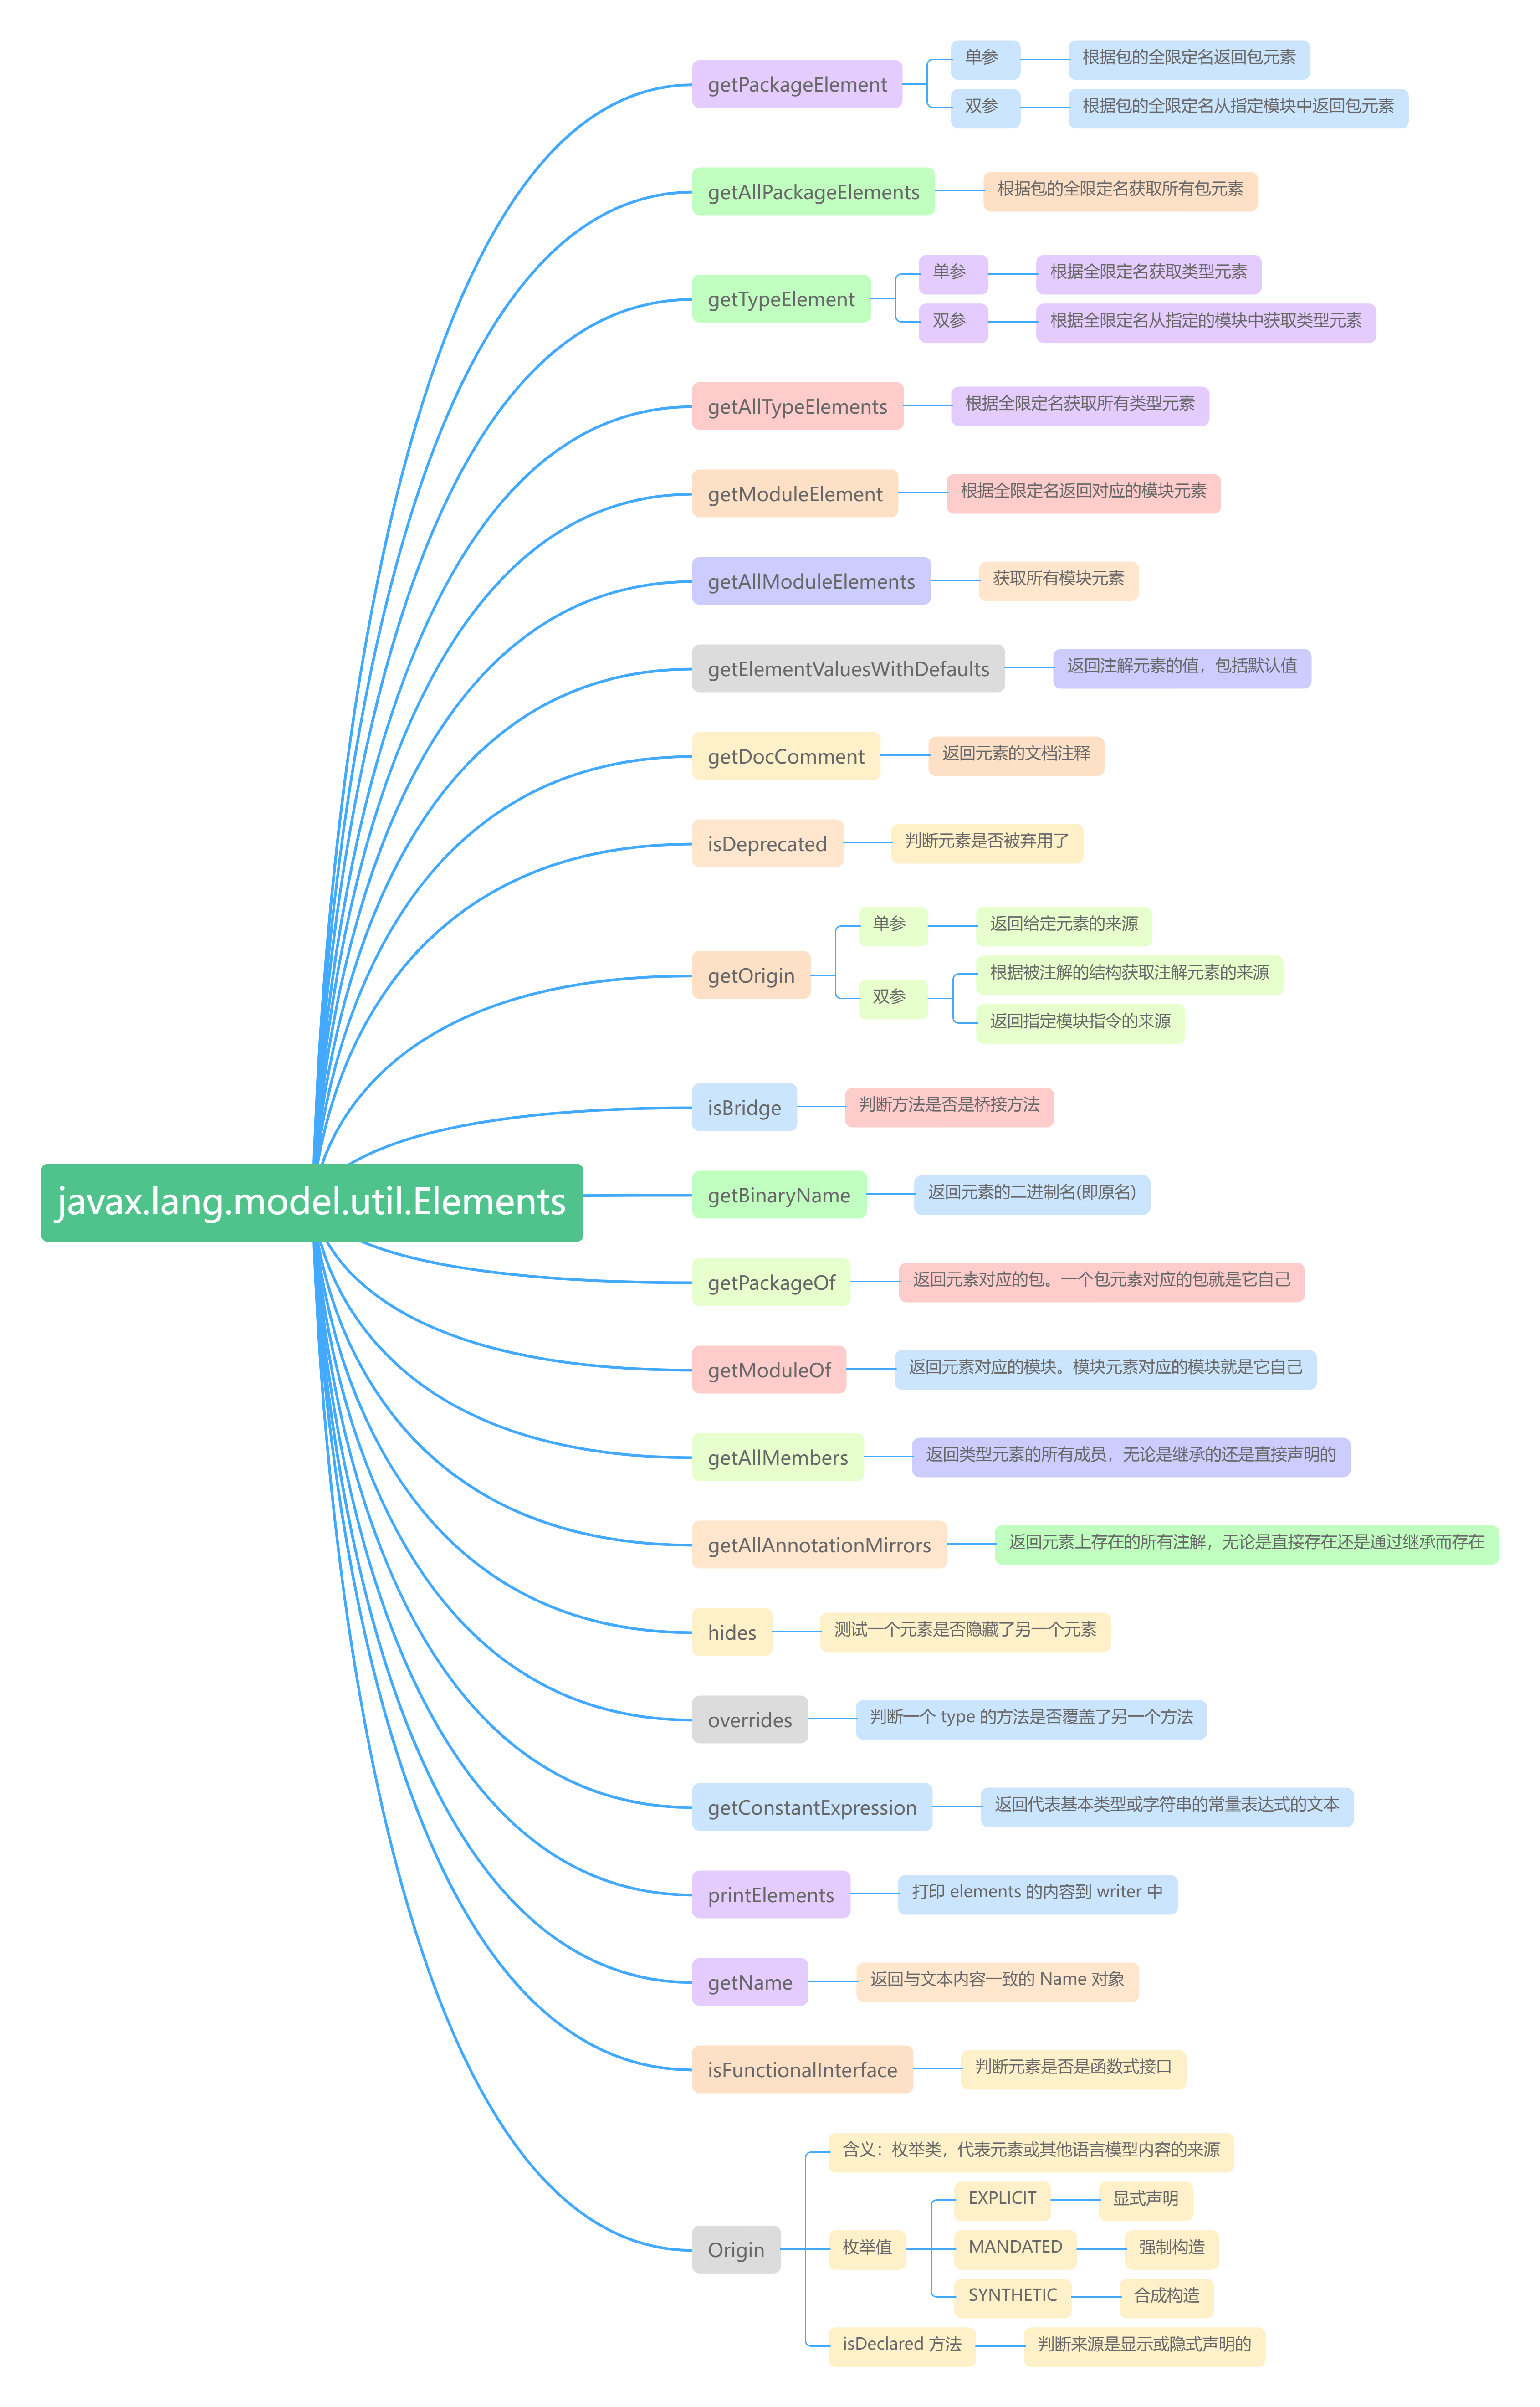 getPackageElement
单参
根据包的全限定名返回包元素
双参
根据包的全限定名从指定模块中返回包元素
getAllPackageElements
根据包的全限定名获取所有包元素
getTypeElement
单参
根据全限定名获取类型元素
双参
根据全限定名从指定的模块中获取类型元素
getAllTypeElements
根据全限定名获取所有类型元素
getModuleElement
根据全限定名返回对应的模块元素
getAllModuleElements
获取所有模块元素
getElementValuesWithDefaults
返回注解元素的值，包括默认值
getDocComment
返回元素的文档注释
isDeprecated
判断元素是否被弃用了
getOrigin
单参
返回给定元素的来源
双参
根据被注解的结构获取注解元素的来源
返回指定模块指令的来源
isBridge
判断方法是否是桥接方法
javax.lang.model.util.Elements
getBinaryName
返回元素的二进制名(即原名)
getPackageOf
返回元素对应的包。一个包元素对应的包就是它自己
getModuleOf
返回元素对应的模块。模块元素对应的模块就是它自己
getAllMembers
返回类型元素的所有成员，无论是继承的还是直接声明的
getAllAnnotationMirrors
返回元素上存在的所有注解，无论是直接存在还是通过继承而存在
hides
测试一个元素是否隐藏了另一个元素
overrides
判断一个 type 的方法是否覆盖了另一个方法
getConstantExpression
返回代表基本类型或字符串的常量表达式的文本
printElements
打印 elements 的内容到 writer 中
getName
返回与文本内容一致的 Name 对象
isFunctionalInterface
判断元素是否是函数式接口
Origin
含义：枚举类，代表元素或其他语言模型内容的来源
枚举值
EXPLICIT
显式声明
MANDATED
强制构造
SYNTHETIC
合成构造
isDeclared 方法
判断来源是显示或隐式声明的